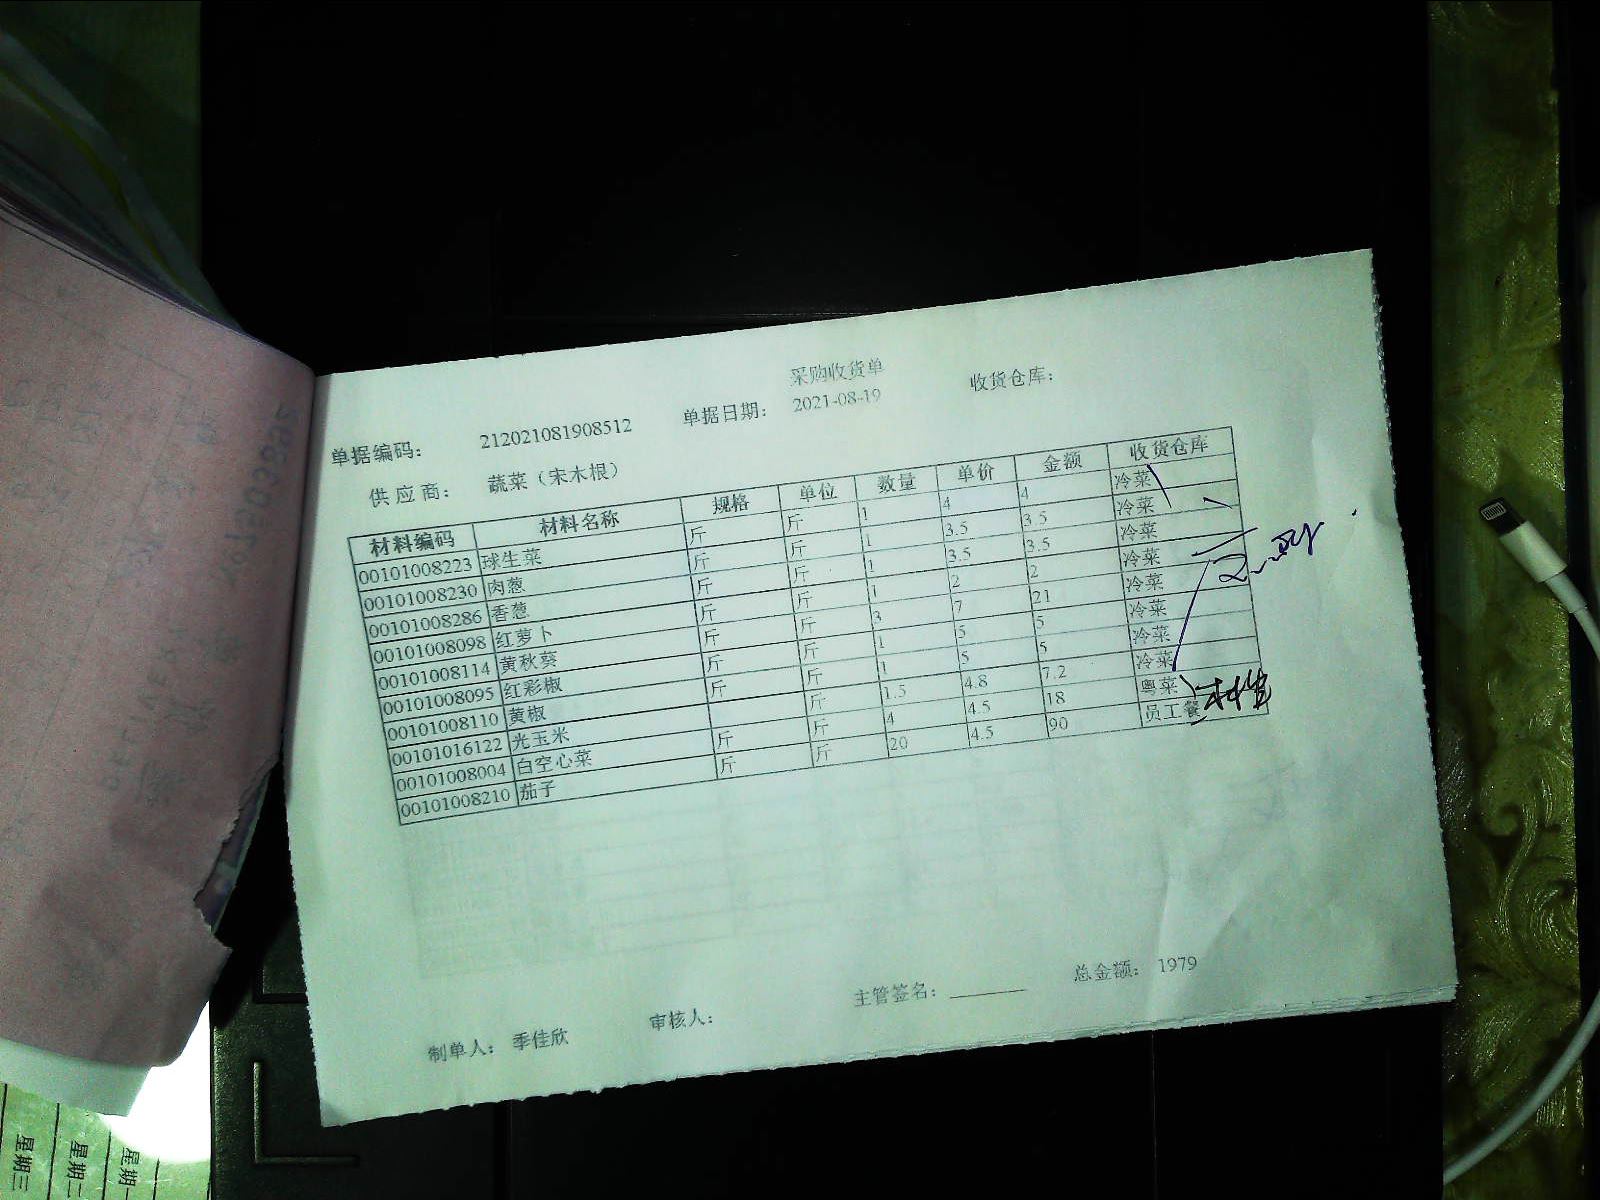 采购收货单
单据编码： 212021081908512 单据日期： 2021-08-19 收货仓库：
供应商： 蔬菜（宋木根）
材料编码 材料名称 规格 单位 数量 单价 金额 收货仓库
00101008223 球生菜 斤 斤 1 4 4 冷菜
00101008230 肉葱 斤 斤 1 3.5 3.5 冷菜
00101008286 香葱 斤 斤 1 3.5 3.5 冷菜
00101008098 红萝卜 斤 斤 1 2 2 冷菜
00101008114 黄秋葵 斤 斤 3 7 21 冷菜
00101008095 红彩椒 斤 斤 1 5 5 冷菜
00101008110 黄椒 斤 斤 1 5 5 冷菜
00101016122 光玉米 斤 1.5 4.8 7.2 冷菜
00101008004 白空心菜 斤 斤 4 4.5 18 粤菜
00101008210 茄子 斤 斤 20 4.5 90 员工餐
制单人： 季佳欣 审核人： 主管签名： 总金额： 1979
星期一
星期二
星期三